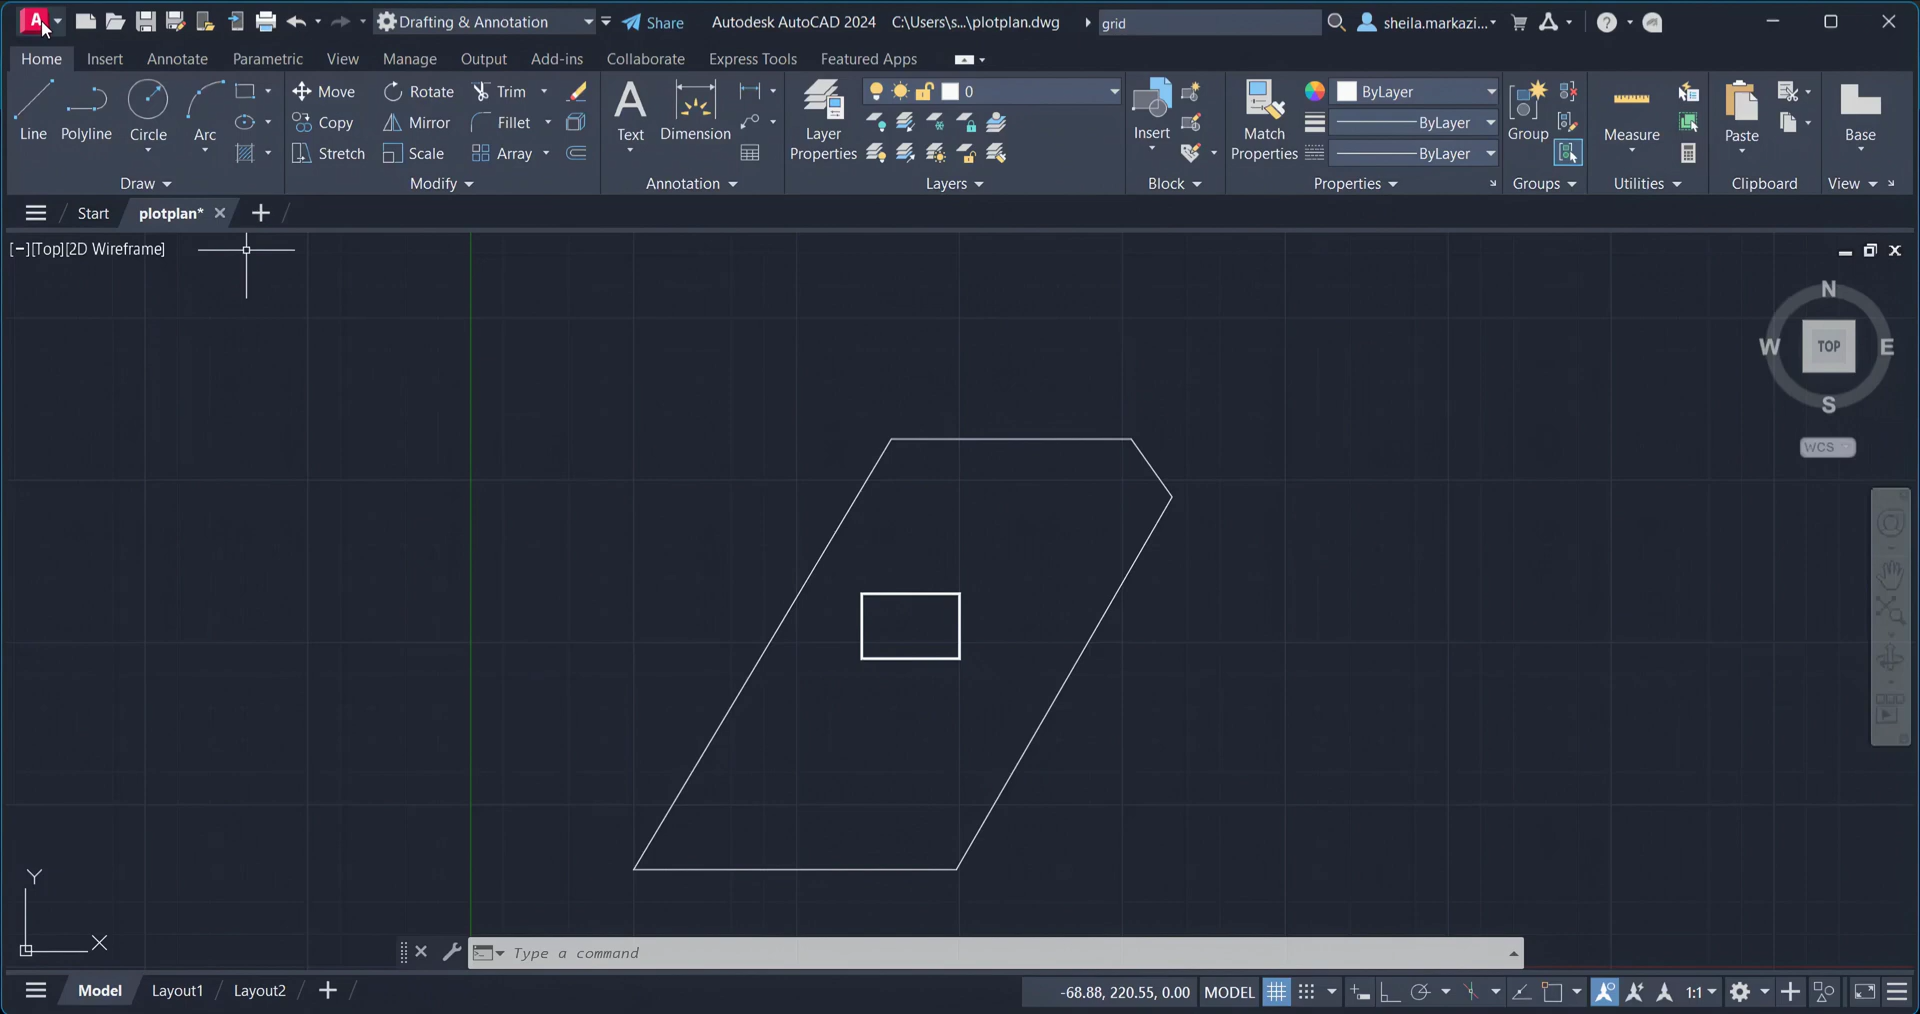 A Drafting & Annotation Share Autodesk AutoCAD 2024 C:\Users\s...\plotplan.dwg grid sheila.markazi...
Home Insert Annotate Parametric View Manage Output Add-ins Collaborate Express Tools Featured Apps
Line Polyline Circle Arc
Move Rotate Trim
Copy Mirror Fillet
Stretch Scale Array
A Text Dimension
Layer Properties
0
Insert
Match Properties
ByLayer
ByLayer
ByLayer
Group Measure Paste Base
Draw Modify Annotation Layers Block Properties Groups Utilities Clipboard View
Start plotplan*
[−][Top][2D Wireframe]
N
W TOP E
S
WCS
Y
X
Type a command
Model Layout1 Layout2 -68.88, 220.55, 0.00 MODEL 1:1